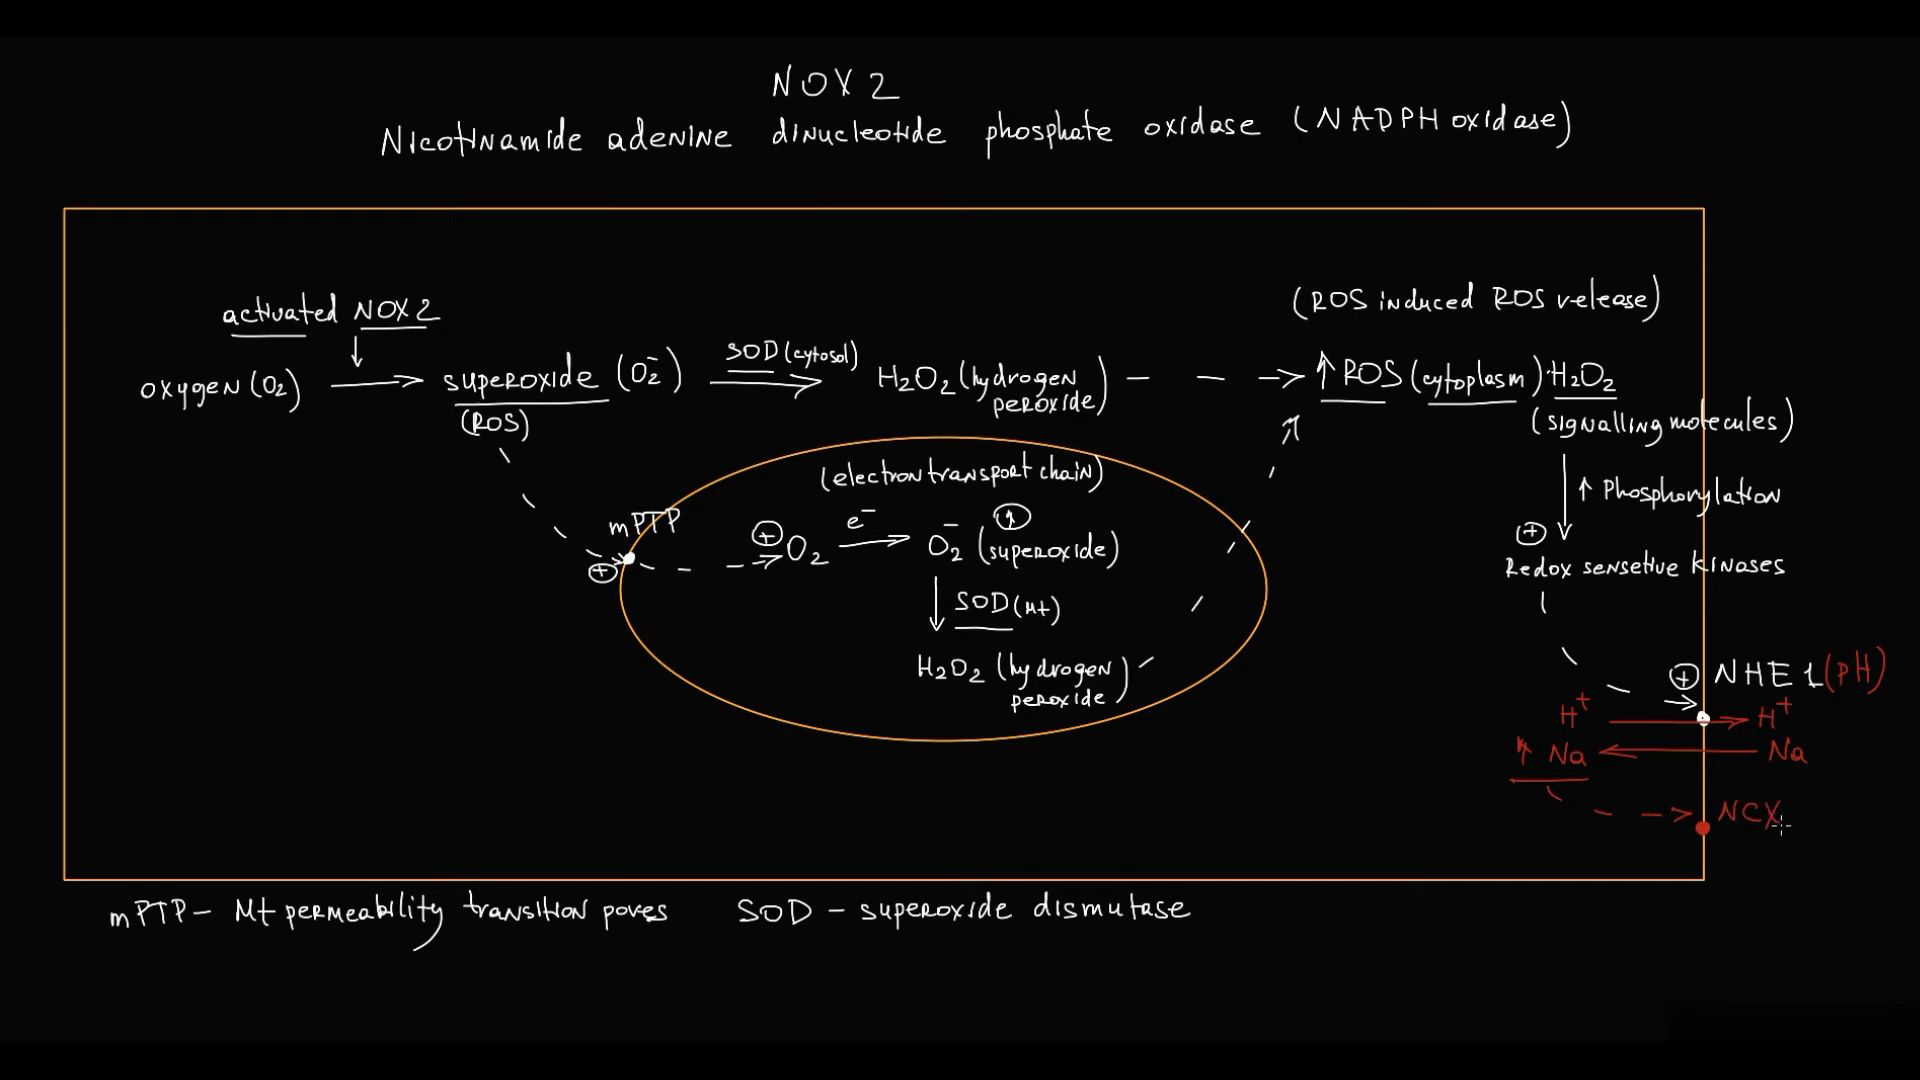 NOX 2
Nicotinamide adenine dinucleotide phosphate oxidase (NADPH oxidase)
(ROS induced ROS release)
activated NOX 2
oxygen (O2) superoxide (O2-) SOD (cytosol) H2O2 (hydrogen peroxide) ↑ ROS (cytoplasm) · H2O2
(ROS)
(signalling molecules)
(electron transport chain)
↑ Phosphorylation
mPTP
+ O2 e- O2- (superoxide) ↑
+
+
Redox sensetive kinases
SOD (Mt)
H2O2 (hydrogen peroxide)
+ NHE 1 (pH)
H+ H+
↑ Na Na
NCX
mPTP - Mt permeability transition pores SOD - superoxide dismutase